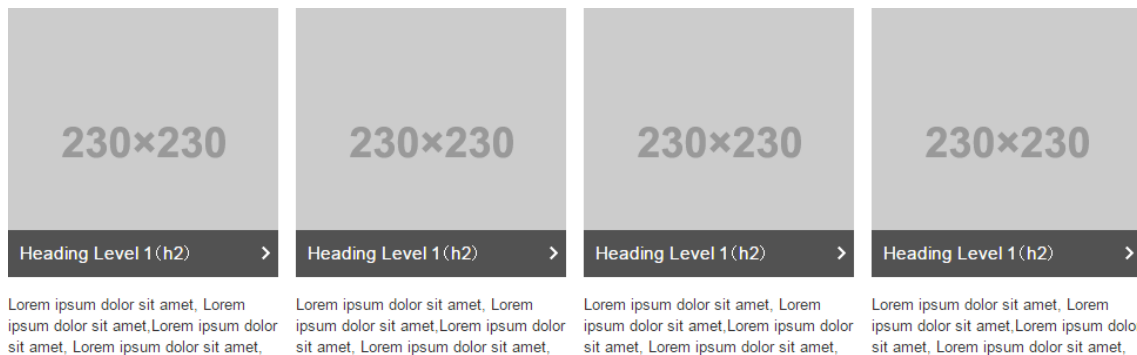 230×230
Heading Level 1（h2）
Lorem ipsum dolor sit amet, Lorem
ipsum dolor sit amet,Lorem ipsum dolor
sit amet, Lorem ipsum dolor sit amet,
230×230
Heading Level 1（h2）
Lorem ipsum dolor sit amet, Lorem
ipsum dolor sit amet,Lorem ipsum dolor
sit amet, Lorem ipsum dolor sit amet,
230×230
Heading Level 1（h2）
Lorem ipsum dolor sit amet, Lorem
ipsum dolor sit amet,Lorem ipsum dolor
sit amet, Lorem ipsum dolor sit amet,
230×230
Heading Level 1（h2）
Lorem ipsum dolor sit amet, Lorem
ipsum dolor sit amet,Lorem ipsum dolo
sit amet, Lorem ipsum dolor sit amet,